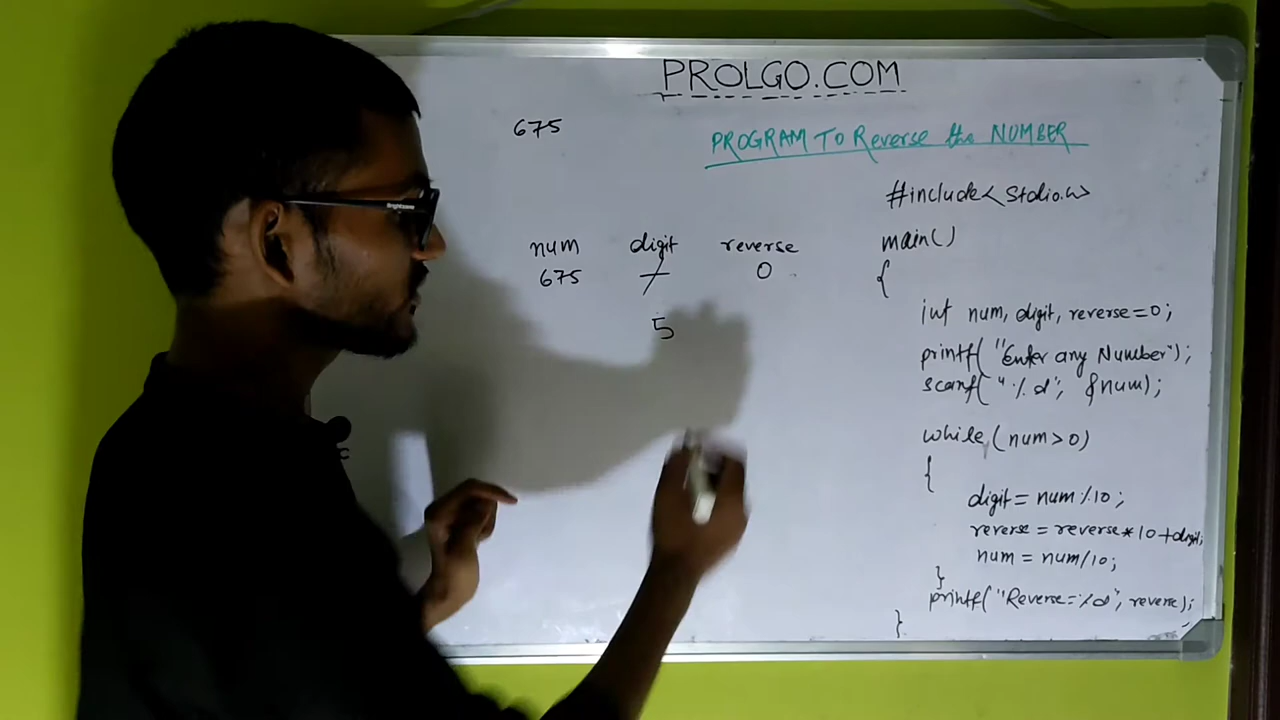 PROLGO.COM
675
PROGRAM TO Reverse the NUMBER
#include<stdio.h>
num digit reverse
main()
675 0
{
5
int num, digit, reverse=0;
printf("Enter any Number");
scanf("%d", &num);
while(num>0)
{
digit = num%10;
reverse = reverse*10+digit;
num = num/10;
}
printf("Reverse=%d", reverse);
}